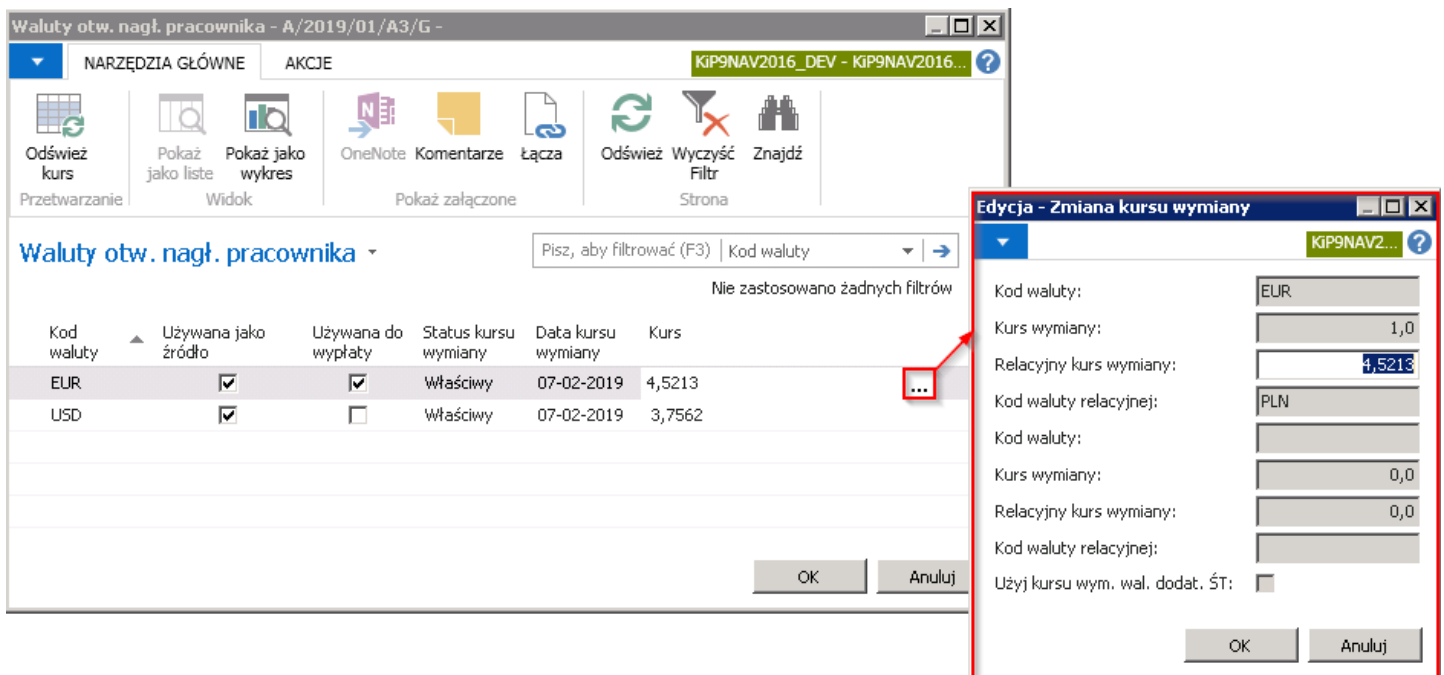 Waluty otw. nagł. pracownika - A/2019/01/A3/G -
NARZĘDZIA GŁÓWNE AKCJE KiP9NAV2016_DEV - KiP9NAV2016...
Odśwież kurs
Pokaż jako liste
Pokaż jako wykres
OneNote
Komentarze
Łącza
Odśwież
Wyczyść Filtr
Znajdź
Przetwarzanie
Widok
Pokaż załączone
Strona
Waluty otw. nagł. pracownika
Pisz, aby filtrować (F3) Kod waluty
Nie zastosowano żadnych filtrów
Kod waluty
Używana jako źródło
Używana do wypłaty
Status kursu wymiany
Data kursu wymiany
Kurs
EUR Właściwy 07-02-2019 4,5213 ...
USD Właściwy 07-02-2019 3,7562
OK Anuluj
Edycja - Zmiana kursu wymiany
KiP9NAV2...
Kod waluty: EUR
Kurs wymiany: 1,0
Relacyjny kurs wymiany: 4,5213
Kod waluty relacyjnej: PLN
Kod waluty:
Kurs wymiany: 0,0
Relacyjny kurs wymiany: 0,0
Kod waluty relacyjnej:
Użyj kursu wym. wal. dodat. ŚT:
OK Anuluj